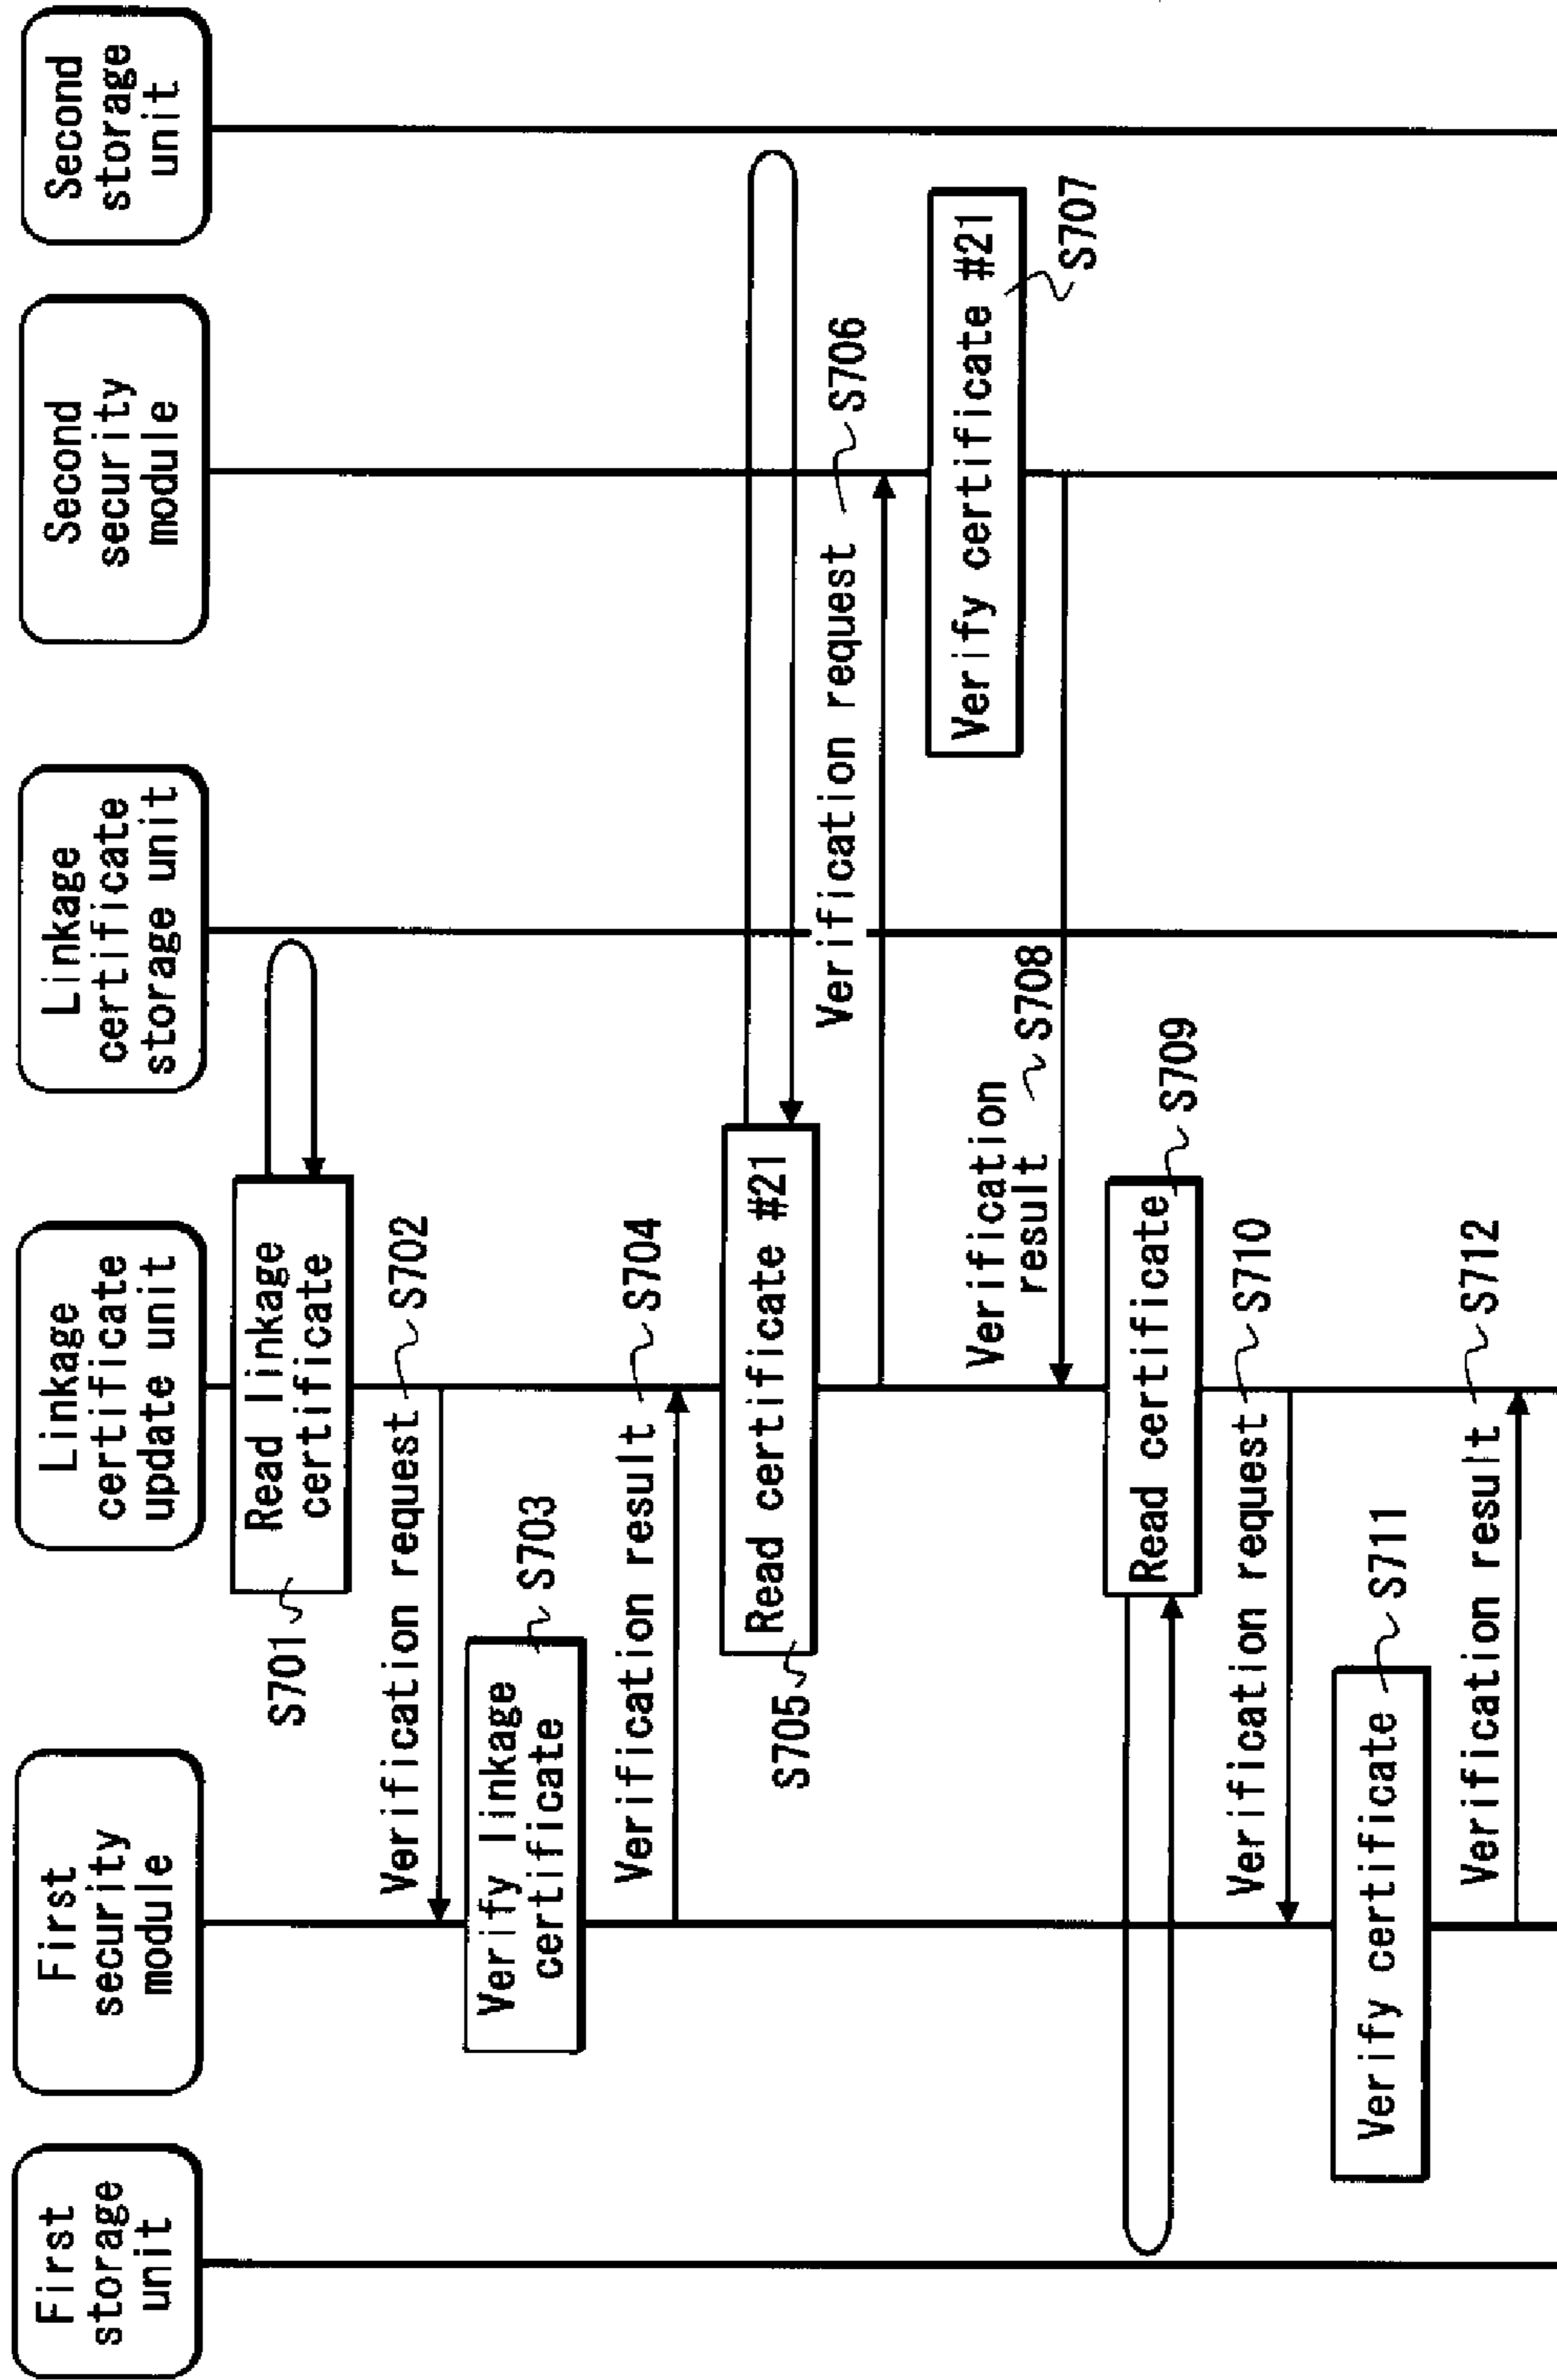 First
storage
unit
First
security
module
Linkage
certificate
update unit
Linkage
certificate
storage unit
Second
security
module
Second
storage
unit
Read linkage
certificate
S701
Verification request
S702
Verify linkage
certificate
S703
Verification result
S704
Read certificate #21
S705
Verification request
S706
Verify certificate #21
S707
Verification
result
S708
Read certificate
S709
Verification request
S710
Verify certificate
S711
Verification result
S712